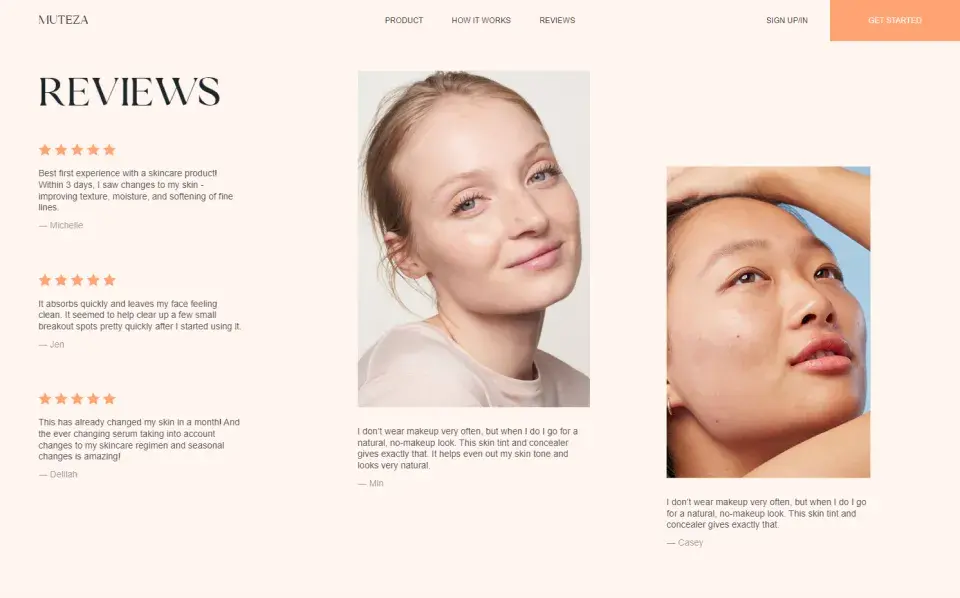 MUTEZA
PRODUCT
HOW IT WORKS
REVIEWS
SIGN UP/IN
GET STARTED
REVIEWS
Best first experience with a skincare product!
Within 3 days, I saw changes to my skin -
improving texture, moisture, and softening of fine
lines.
— Michelle
It absorbs quickly and leaves my face feeling
clean. It seemed to help clear up a few small
breakout spots pretty quickly after I started using it.
— Jen
This has already changed my skin in a month! And
the ever changing serum taking into account
changes to my skincare regimen and seasonal
changes is amazing!
— Delilah
I don't wear makeup very often, but when I do I go for a
natural, no-makeup look. This skin tint and concealer
gives exactly that. It helps even out my skin tone and
looks very natural.
— Min
I don't wear makeup very often, but when I do I go
for a natural, no-makeup look. This skin tint and
concealer gives exactly that.
— Casey